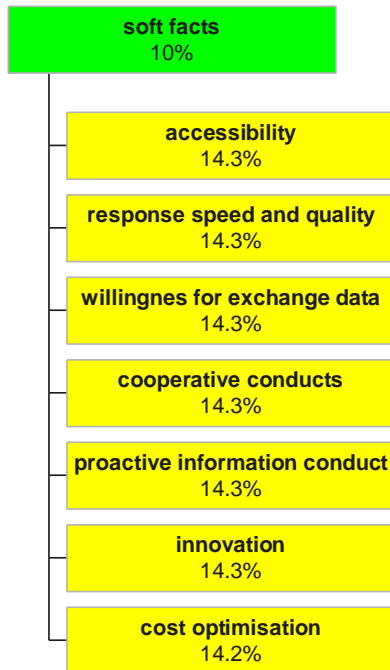 soft facts
10%
accessibility
14.3%
response speed and quality
14.3%
willingnes for exchange data
14.3%
cooperative conducts
14.3%
proactive information conduct
14.3%
innovation
14.3%
cost optimisation
14.2%